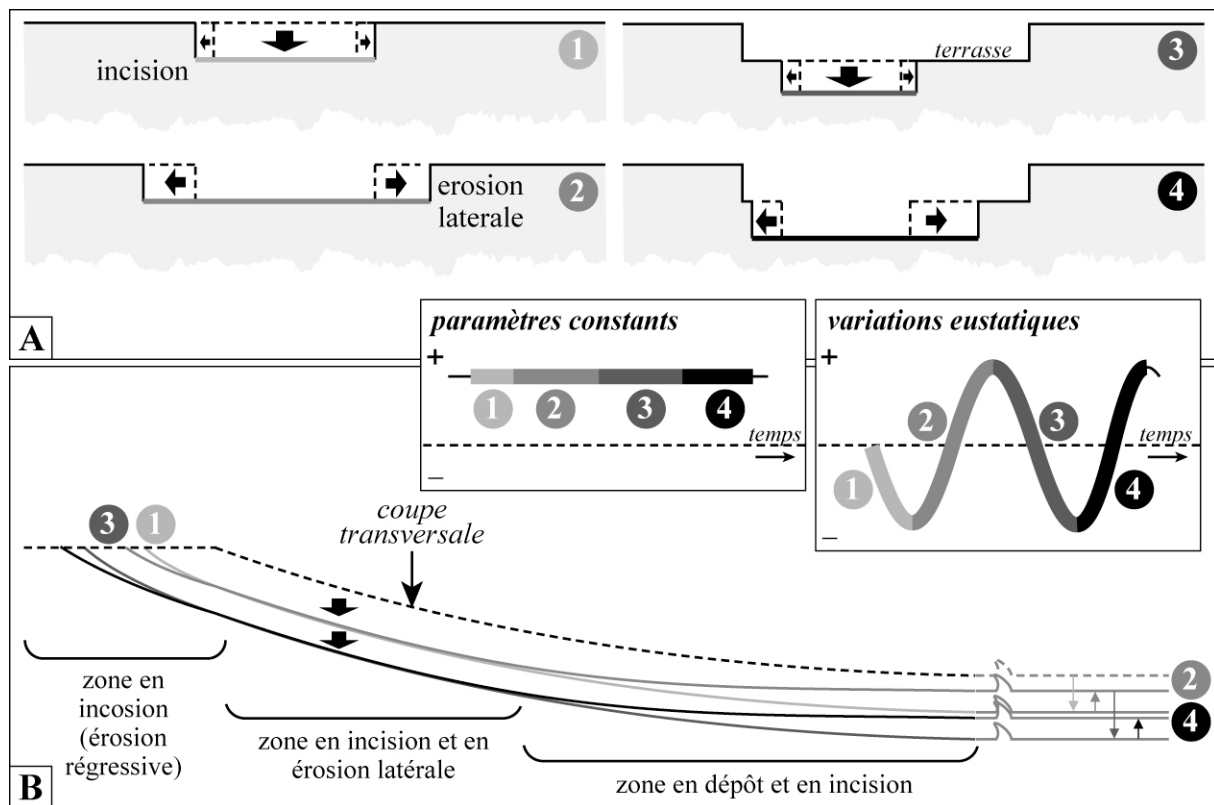 incision
1
terrasse
3
erosion
laterale
2
4
A
paramètres constants
+
1
2
3
4
temps
–
variations eustatiques
+
2
3
temps
1
4
–
B
3
1
coupe
transversale
2
4
zone en
incosion
(érosion
régressive)
zone en incision et en
érosion latérale
zone en dépôt et en incision